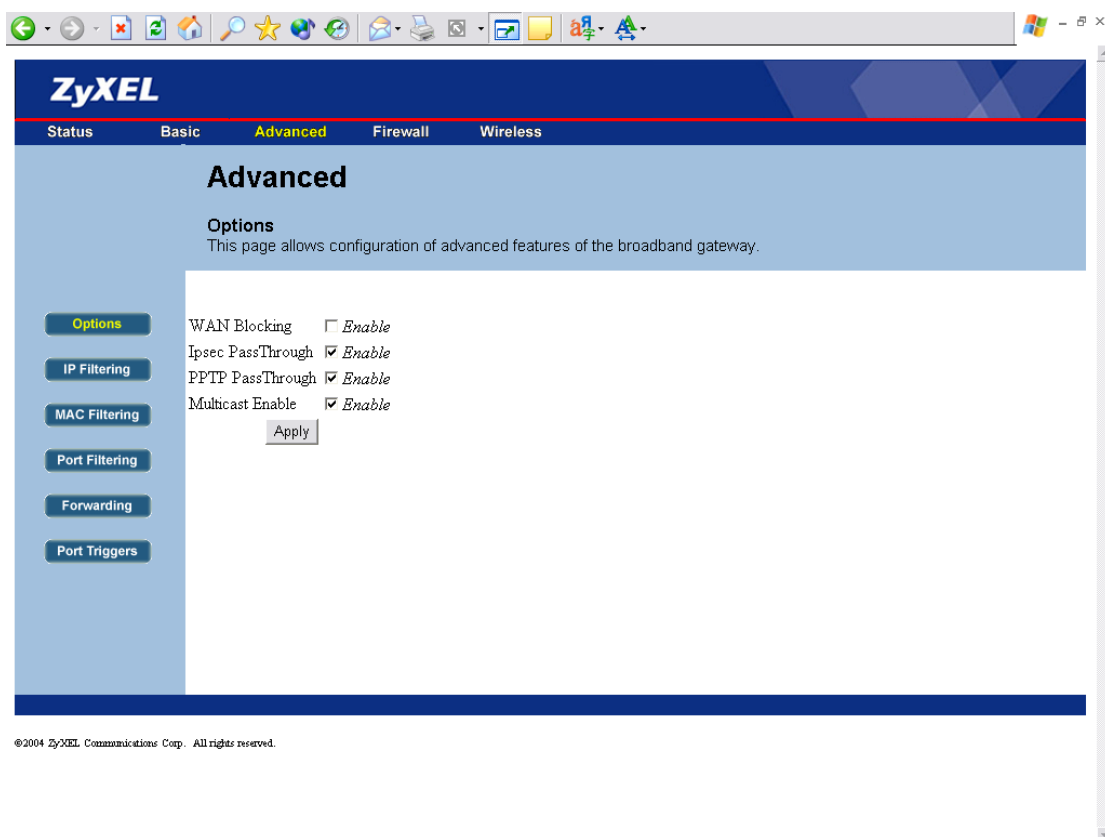 ZyXEL
Status Basic Advanced Firewall Wireless
Advanced
Options
This page allows configuration of advanced features of the broadband gateway.
Options
IP Filtering
MAC Filtering
Port Filtering
Forwarding
Port Triggers
WAN Blocking Enable
Ipsec PassThrough Enable
PPTP PassThrough Enable
Multicast Enable Enable
Apply
©2004 ZyXEL Communications Corp. All rights reserved.